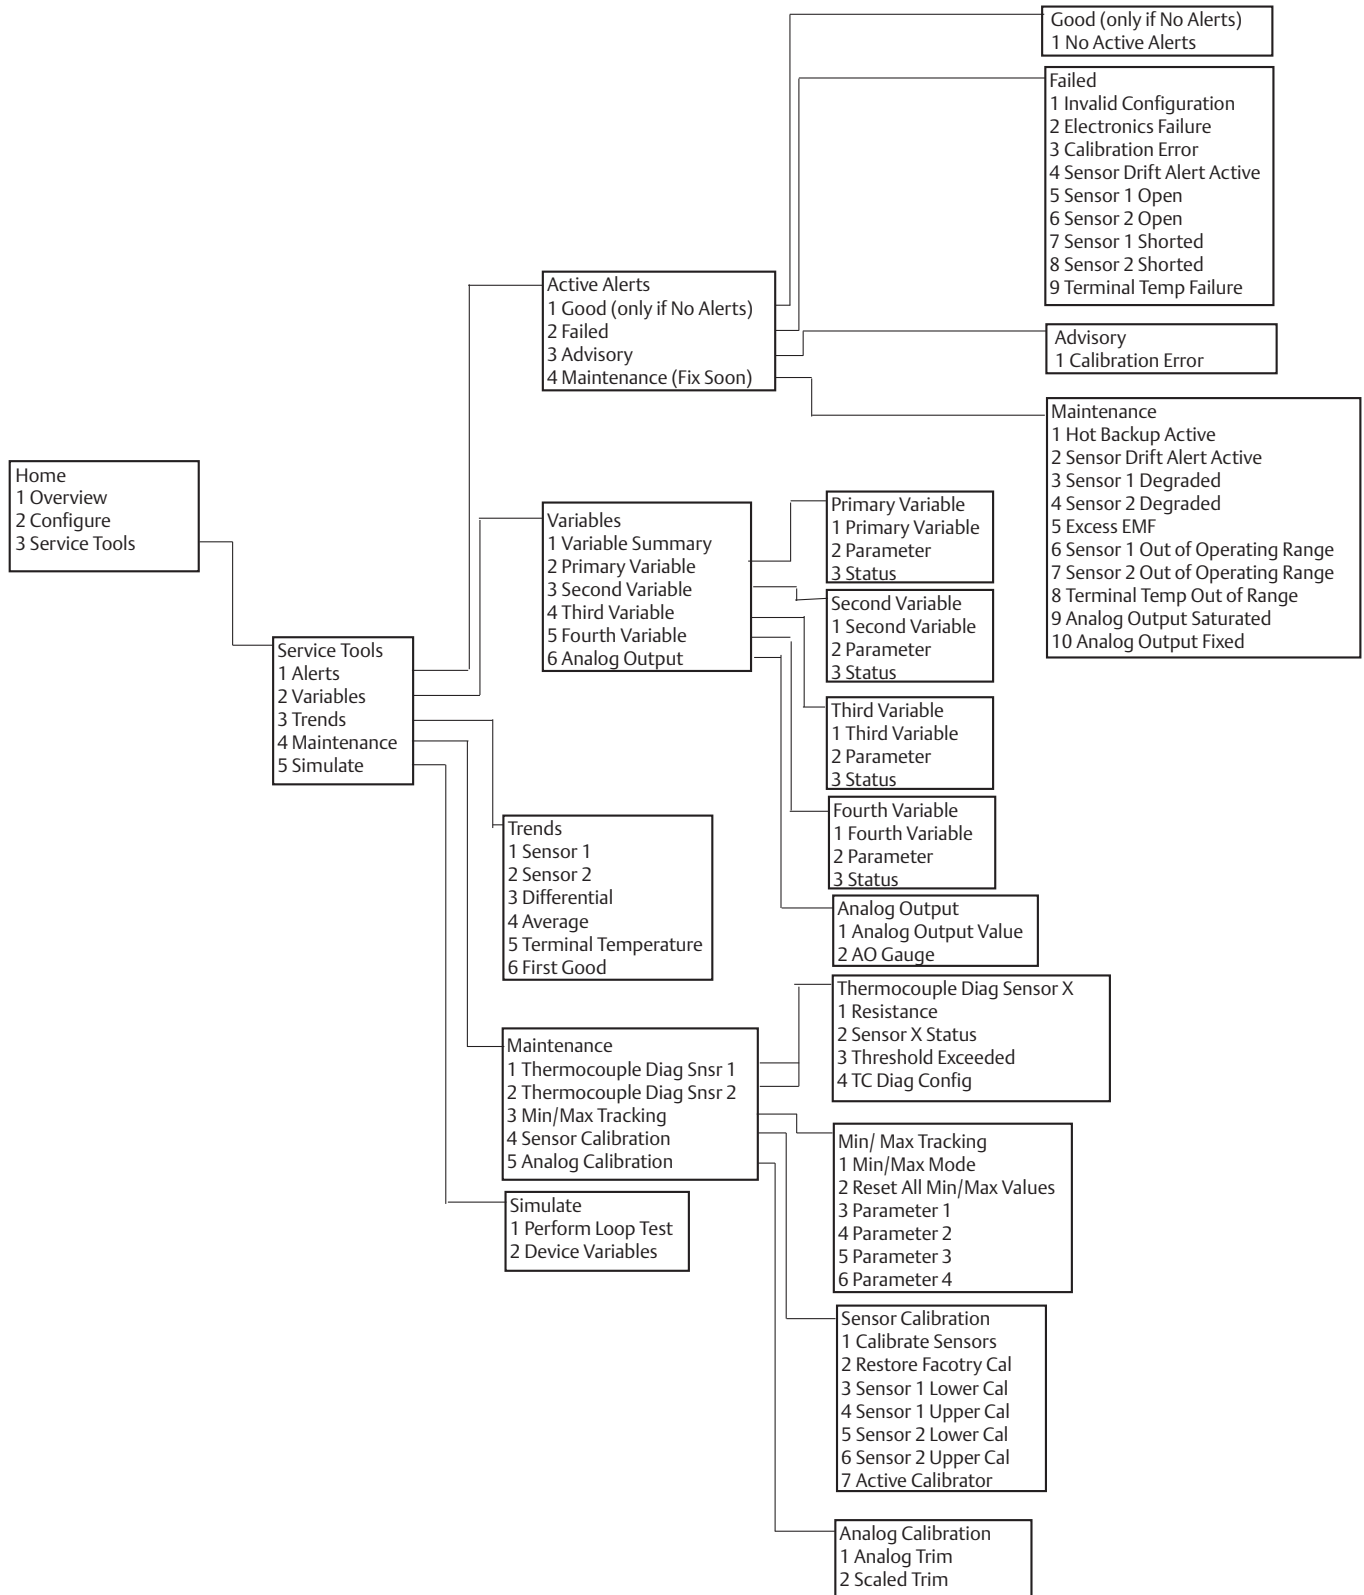 Home
1 Overview
2 Configure
3 Service Tools
Service Tools
1 Alerts
2 Variables
3 Trends
4 Maintenance
5 Simulate
Active Alerts
1 Good (only if No Alerts)
2 Failed
3 Advisory
4 Maintenance (Fix Soon)
Good (only if No Alerts)
1 No Active Alerts
Failed
1 Invalid Configuration
2 Electronics Failure
3 Calibration Error
4 Sensor Drift Alert Active
5 Sensor 1 Open
6 Sensor 2 Open
7 Sensor 1 Shorted
8 Sensor 2 Shorted
9 Terminal Temp Failure
Advisory
1 Calibration Error
Maintenance
1 Hot Backup Active
2 Sensor Drift Alert Active
3 Sensor 1 Degraded
4 Sensor 2 Degraded
5 Excess EMF
6 Sensor 1 Out of Operating Range
7 Sensor 2 Out of Operating Range
8 Terminal Temp Out of Range
9 Analog Output Saturated
10 Analog Output Fixed
Variables
1 Variable Summary
2 Primary Variable
3 Second Variable
4 Third Variable
5 Fourth Variable
6 Analog Output
Primary Variable
1 Primary Variable
2 Parameter
3 Status
Second Variable
1 Second Variable
2 Parameter
3 Status
Third Variable
1 Third Variable
2 Parameter
3 Status
Fourth Variable
1 Fourth Variable
2 Parameter
3 Status
Analog Output
1 Analog Output Value
2 AO Gauge
Trends
1 Sensor 1
2 Sensor 2
3 Differential
4 Average
5 Terminal Temperature
6 First Good
Maintenance
1 Thermocouple Diag Snsr 1
2 Thermocouple Diag Snsr 2
3 Min/Max Tracking
4 Sensor Calibration
5 Analog Calibration
Thermocouple Diag Sensor X
1 Resistance
2 Sensor X Status
3 Threshold Exceeded
4 TC Diag Config
Min/ Max Tracking
1 Min/Max Mode
2 Reset All Min/Max Values
3 Parameter 1
4 Parameter 2
5 Parameter 3
6 Parameter 4
Sensor Calibration
1 Calibrate Sensors
2 Restore Facotry Cal
3 Sensor 1 Lower Cal
4 Sensor 1 Upper Cal
5 Sensor 2 Lower Cal
6 Sensor 2 Upper Cal
7 Active Calibrator
Analog Calibration
1 Analog Trim
2 Scaled Trim
Simulate
1 Perform Loop Test
2 Device Variables